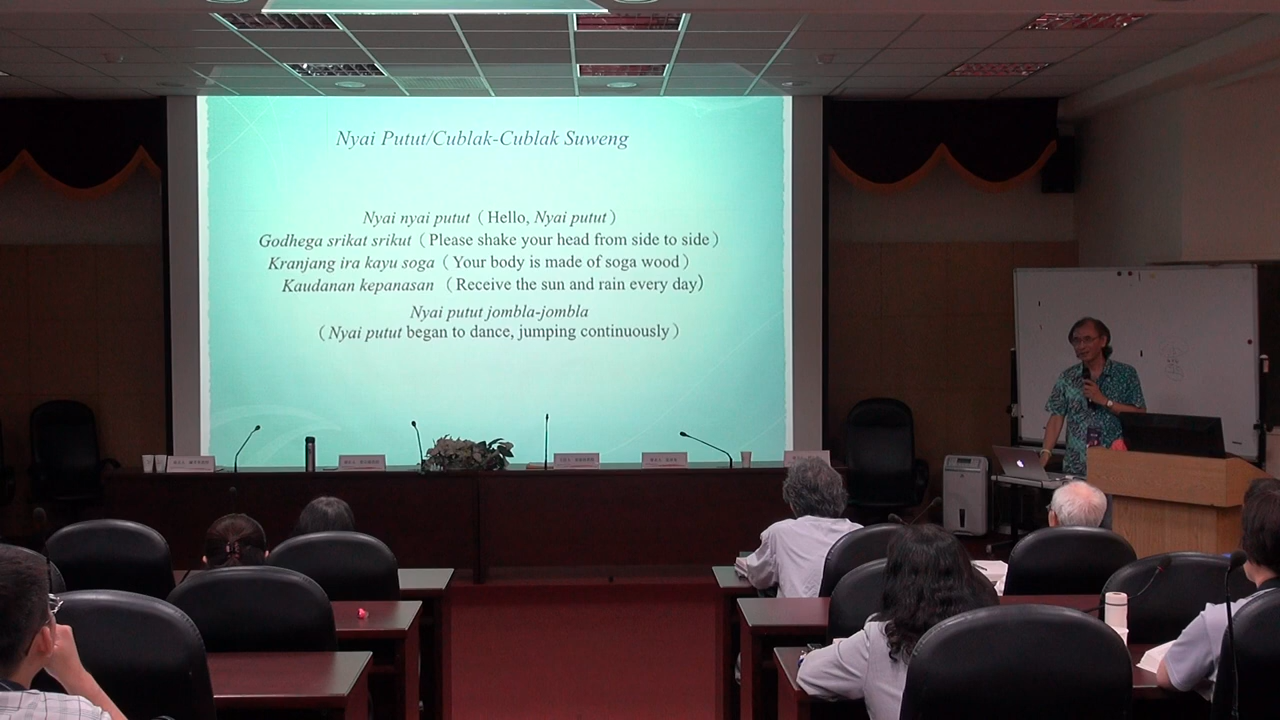 Nyai Putut/Cublak-Cublak Suweng
Nyai nyai putut（Hello, Nyai putut）
Godhega srikat srikut（Please shake your head from side to side）
Kranjang ira kayu soga（Your body is made of soga wood）
Kaudanan kepanasan （Receive the sun and rain every day)
Nyai putut jombla-jombla
（Nyai putut began to dance, jumping continuously）